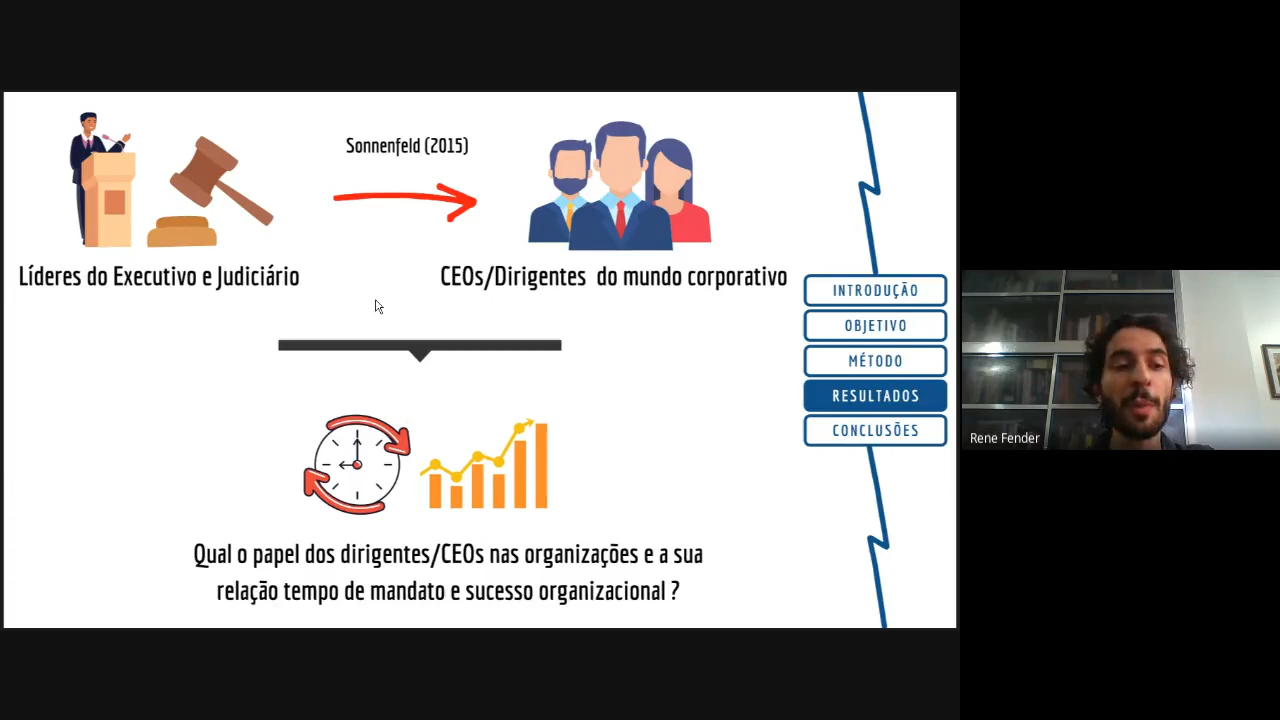 Sonnenfeld (2015)
Líderes do Executivo e Judiciário
CEOs/Dirigentes do mundo corporativo
Qual o papel dos dirigentes/CEOs nas organizações e a sua
relação tempo de mandato e sucesso organizacional ?
INTRODUÇÃO
OBJETIVO
MÉTODO
RESULTADOS
CONCLUSÕES
Rene Fender